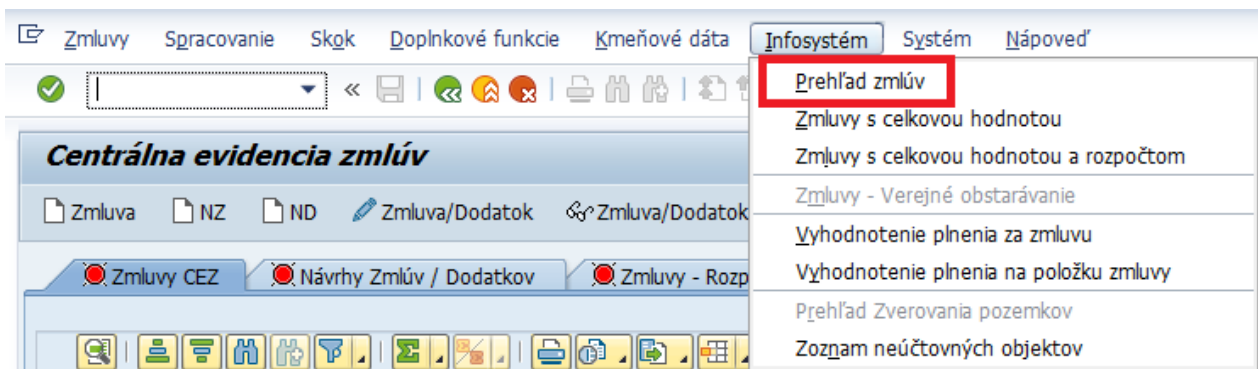 Zmluvy Spracovanie Skok Doplnkové funkcie Kmeňové dáta Infosystém Systém Nápoveď
Prehľad zmlúv
Zmluvy s celkovou hodnotou
Zmluvy s celkovou hodnotou a rozpočtom
Zmluvy - Verejné obstarávanie
Vyhodnotenie plnenia za zmluvu
Vyhodnotenie plnenia na položku zmluvy
Prehľad Zverovania pozemkov
Zoznam neúčtovných objektov
Centrálna evidencia zmlúv
Zmluva NZ ND Zmluva/Dodatok Zmluva/Dodatok
Zmluvy CEZ Návrhy Zmlúv / Dodatkov Zmluvy - Rozp